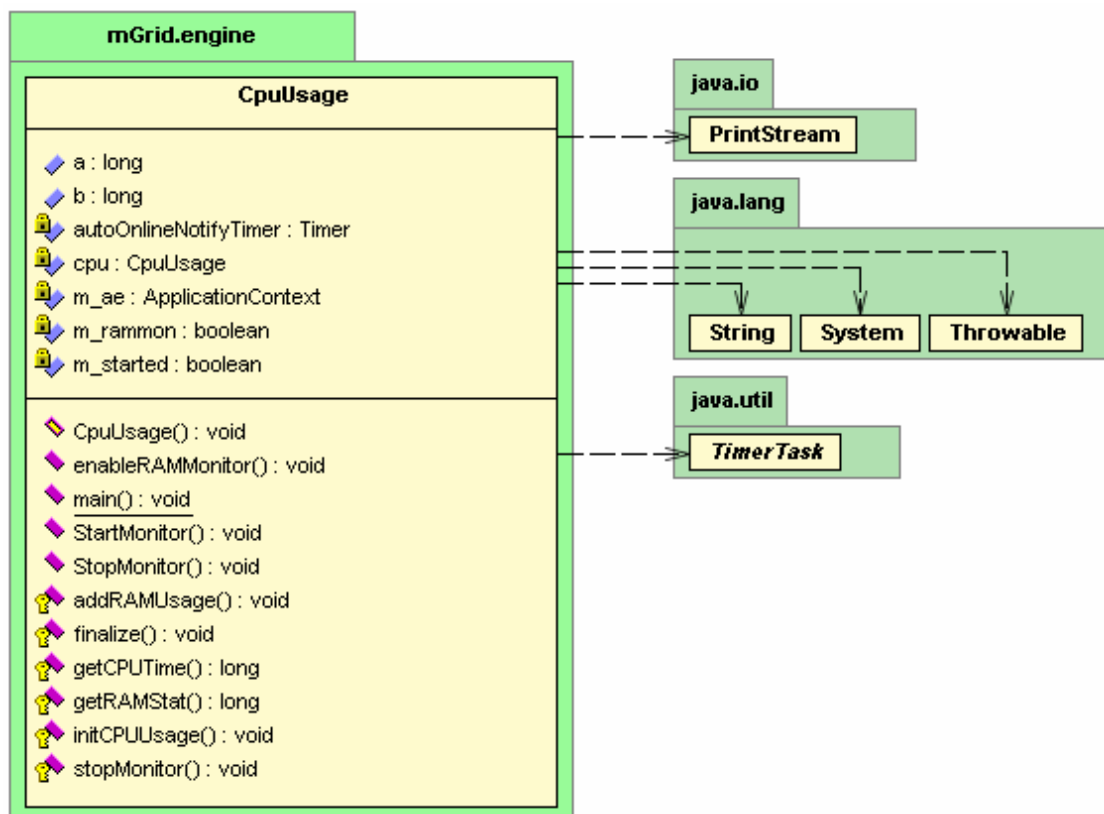 mGrid.engine
CpuUsage
a : long
b : long
autoOnlineNotifyTimer : Timer
cpu : CpuUsage
m_ae : ApplicationContext
m_rammon : boolean
m_started : boolean
CpuUsage() : void
enableRAMMonitor() : void
main() : void
StartMonitor() : void
StopMonitor() : void
addRAMUsage() : void
finalize() : void
getCPUTime() : long
getRAMStat() : long
initCPUUsage() : void
stopMonitor() : void
java.io
PrintStream
java.lang
String System Throwable
java.util
TimerTask